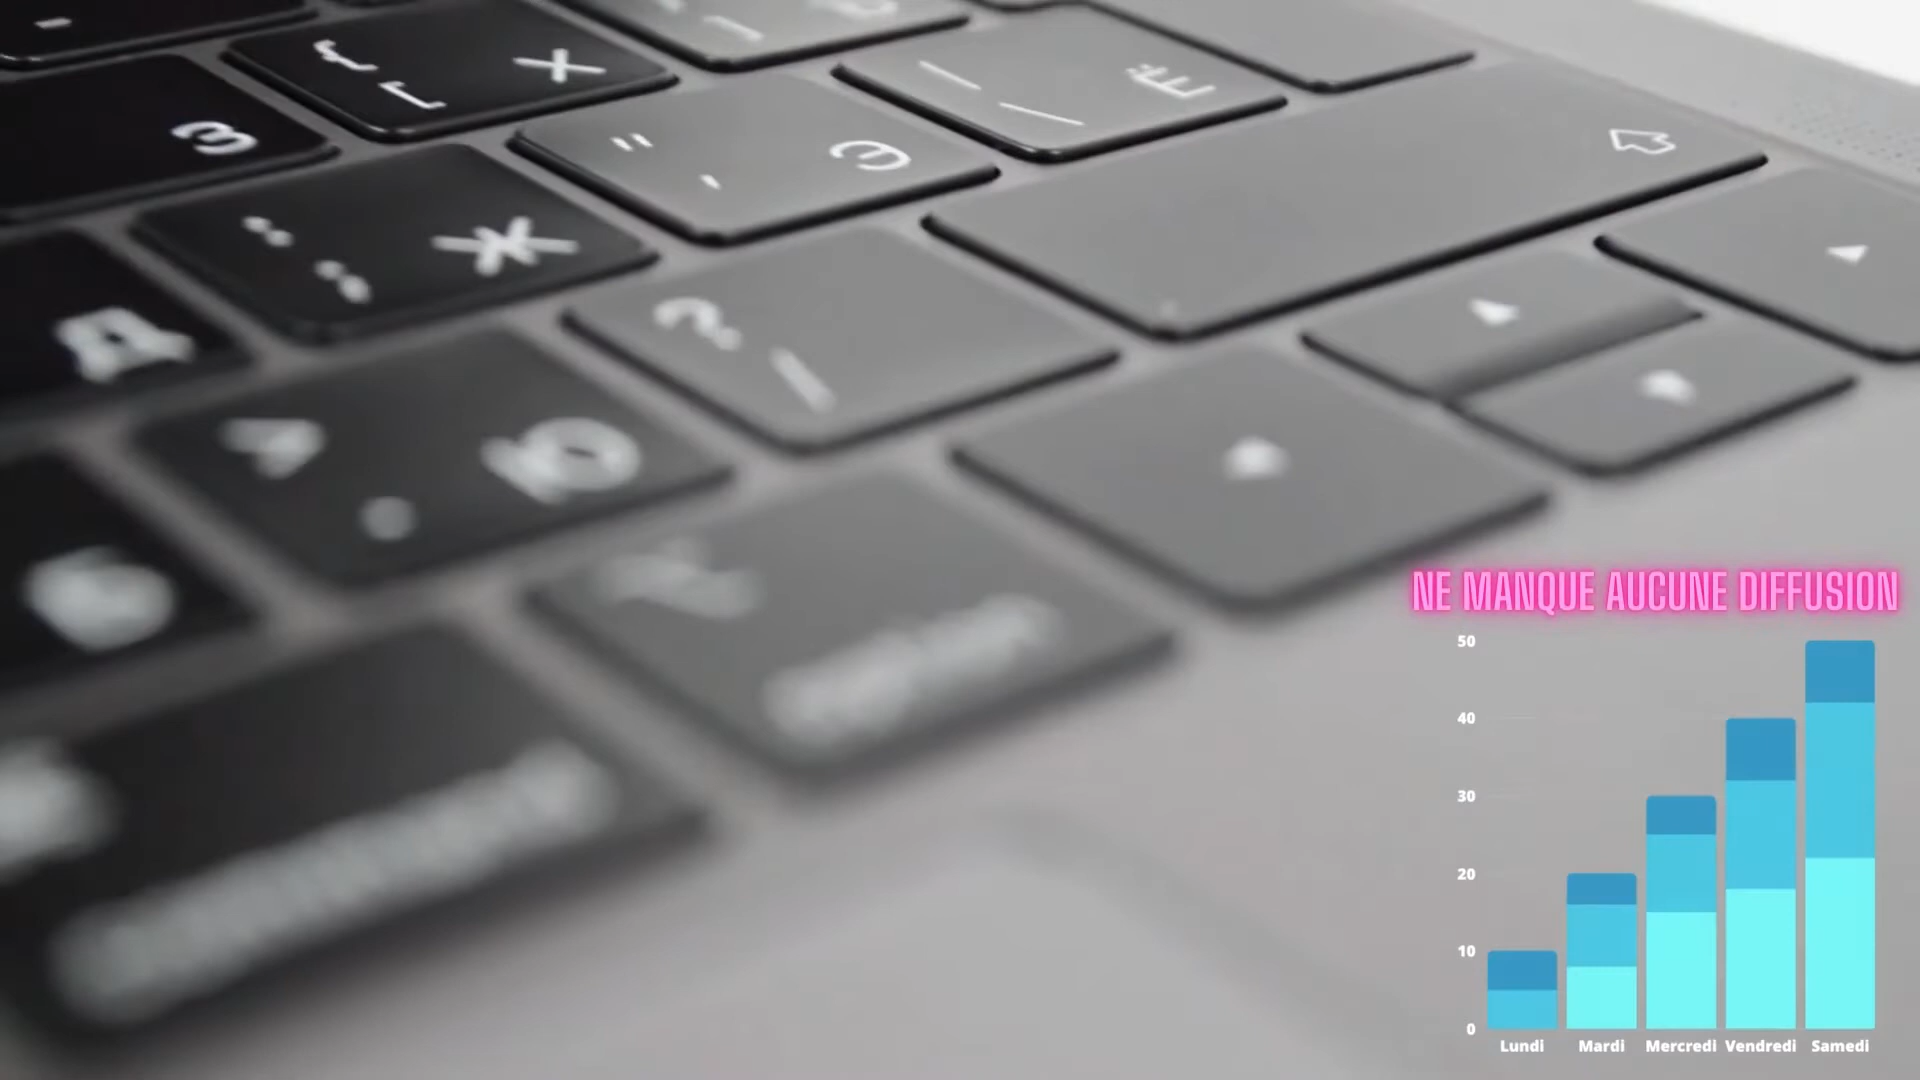 х
з
э
ё
ж
д
ю
NE MANQUE AUCUNE DIFFUSION
50
40
30
20
10
0
Lundi Mardi Mercredi Vendredi Samedi